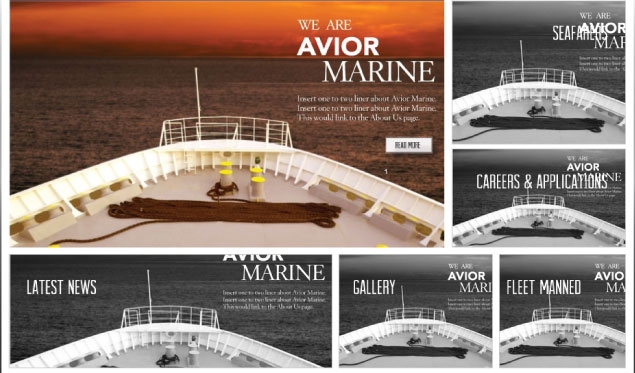 WE ARE
AVIOR
MARINE
Insert one to two liner about Avior Marine.
Insert one to two liner about Avior Marine.
This would link to the About Us page.
READ MORE
1
WE ARE
SEAFARERS
AVIOR
MAR
WE ARE
AVIOR
MARINE
CAREERS & APPLICATIONS
AVIOR
MARINE
LATEST NEWS
Insert one to two liner about Avior Marine.
Insert one to two liner about Avior Marine.
This would link to the About Us page.
WE ARE
AVIOR
MARI
GALLERY
WE ARE
AVIO
MA
FLEET MANNED